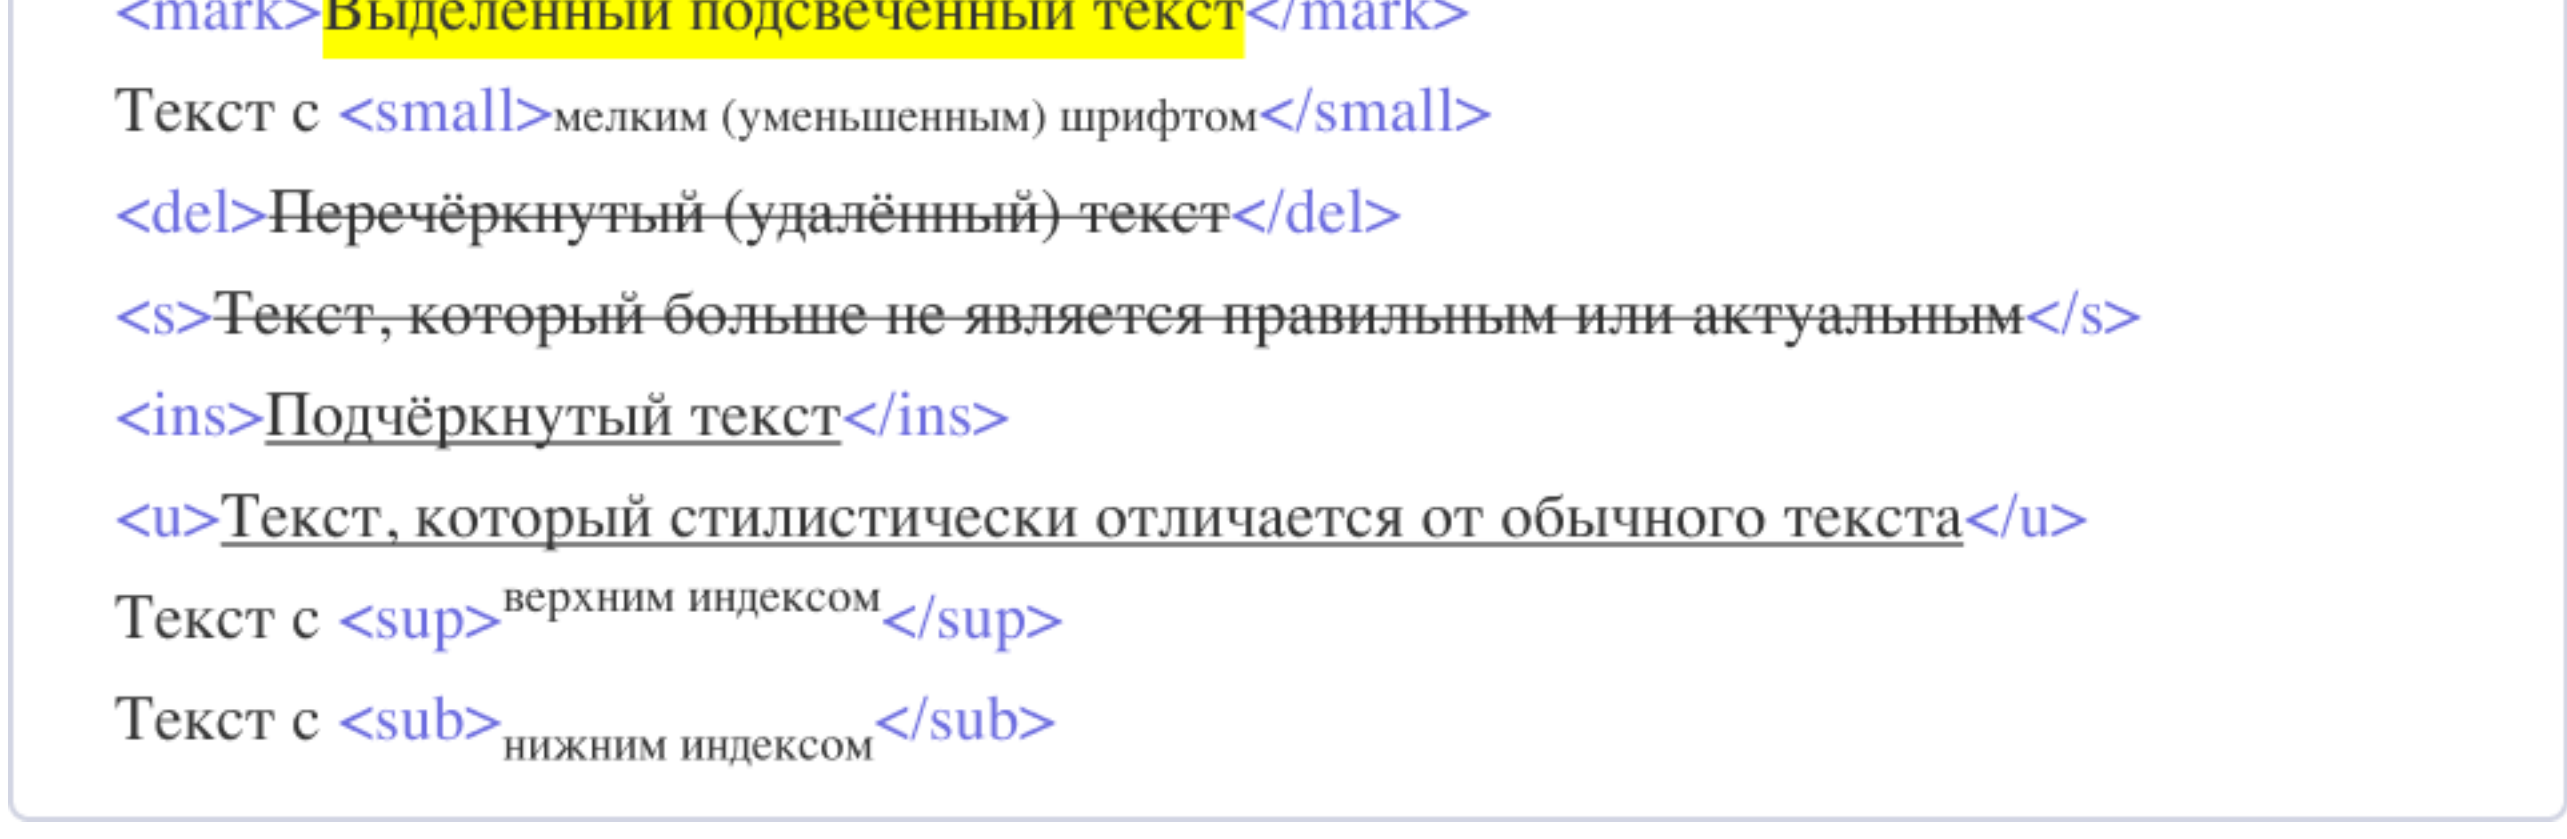 <mark>Выделенный подсвеченный текст</mark>
Текст с <small>мелким (уменьшенным) шрифтом</small>
<del>Перечёркнутый (удалённый) текст</del>
<s>Текст, который больше не является правильным или актуальным</s>
<ins>Подчёркнутый текст</ins>
<u>Текст, который стилистически отличается от обычного текста</u>
Текст с <sup>верхним индексом</sup>
Текст с <sub>нижним индексом</sub>